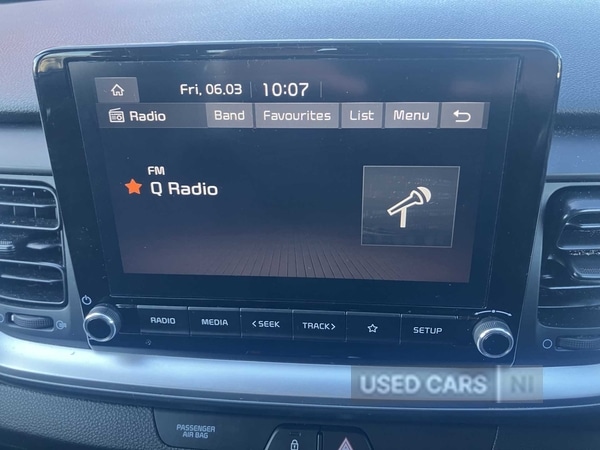 Fri, 06.03 10:07
Radio Band Favourites List Menu
FM
Q Radio
RADIO MEDIA <SEEK TRACK> SETUP
USED CARS NI
PASSENGER
AIR BAG